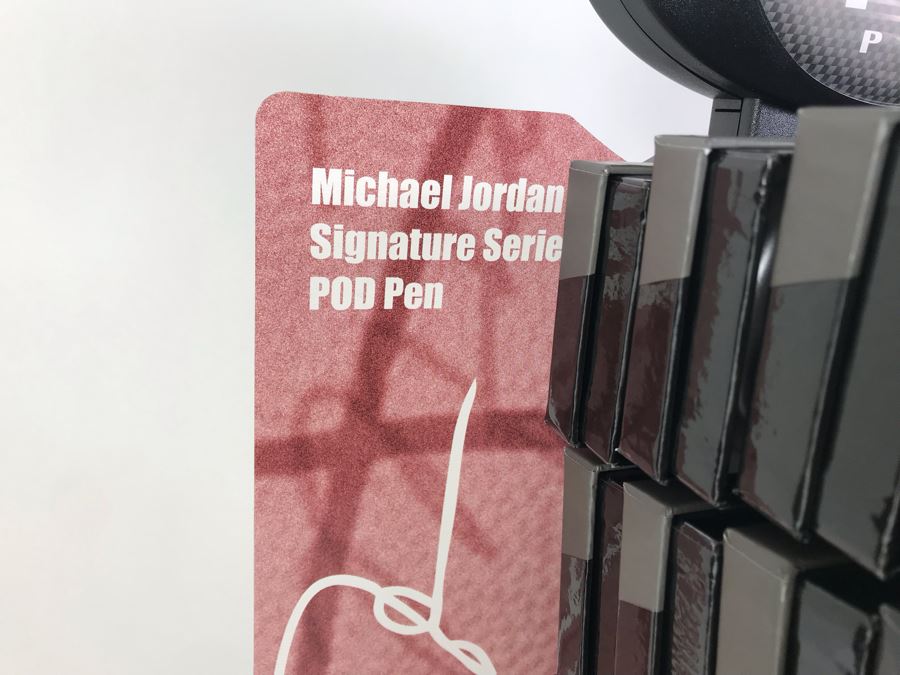 P
Michael Jordan
Signature Serie
POD Pen